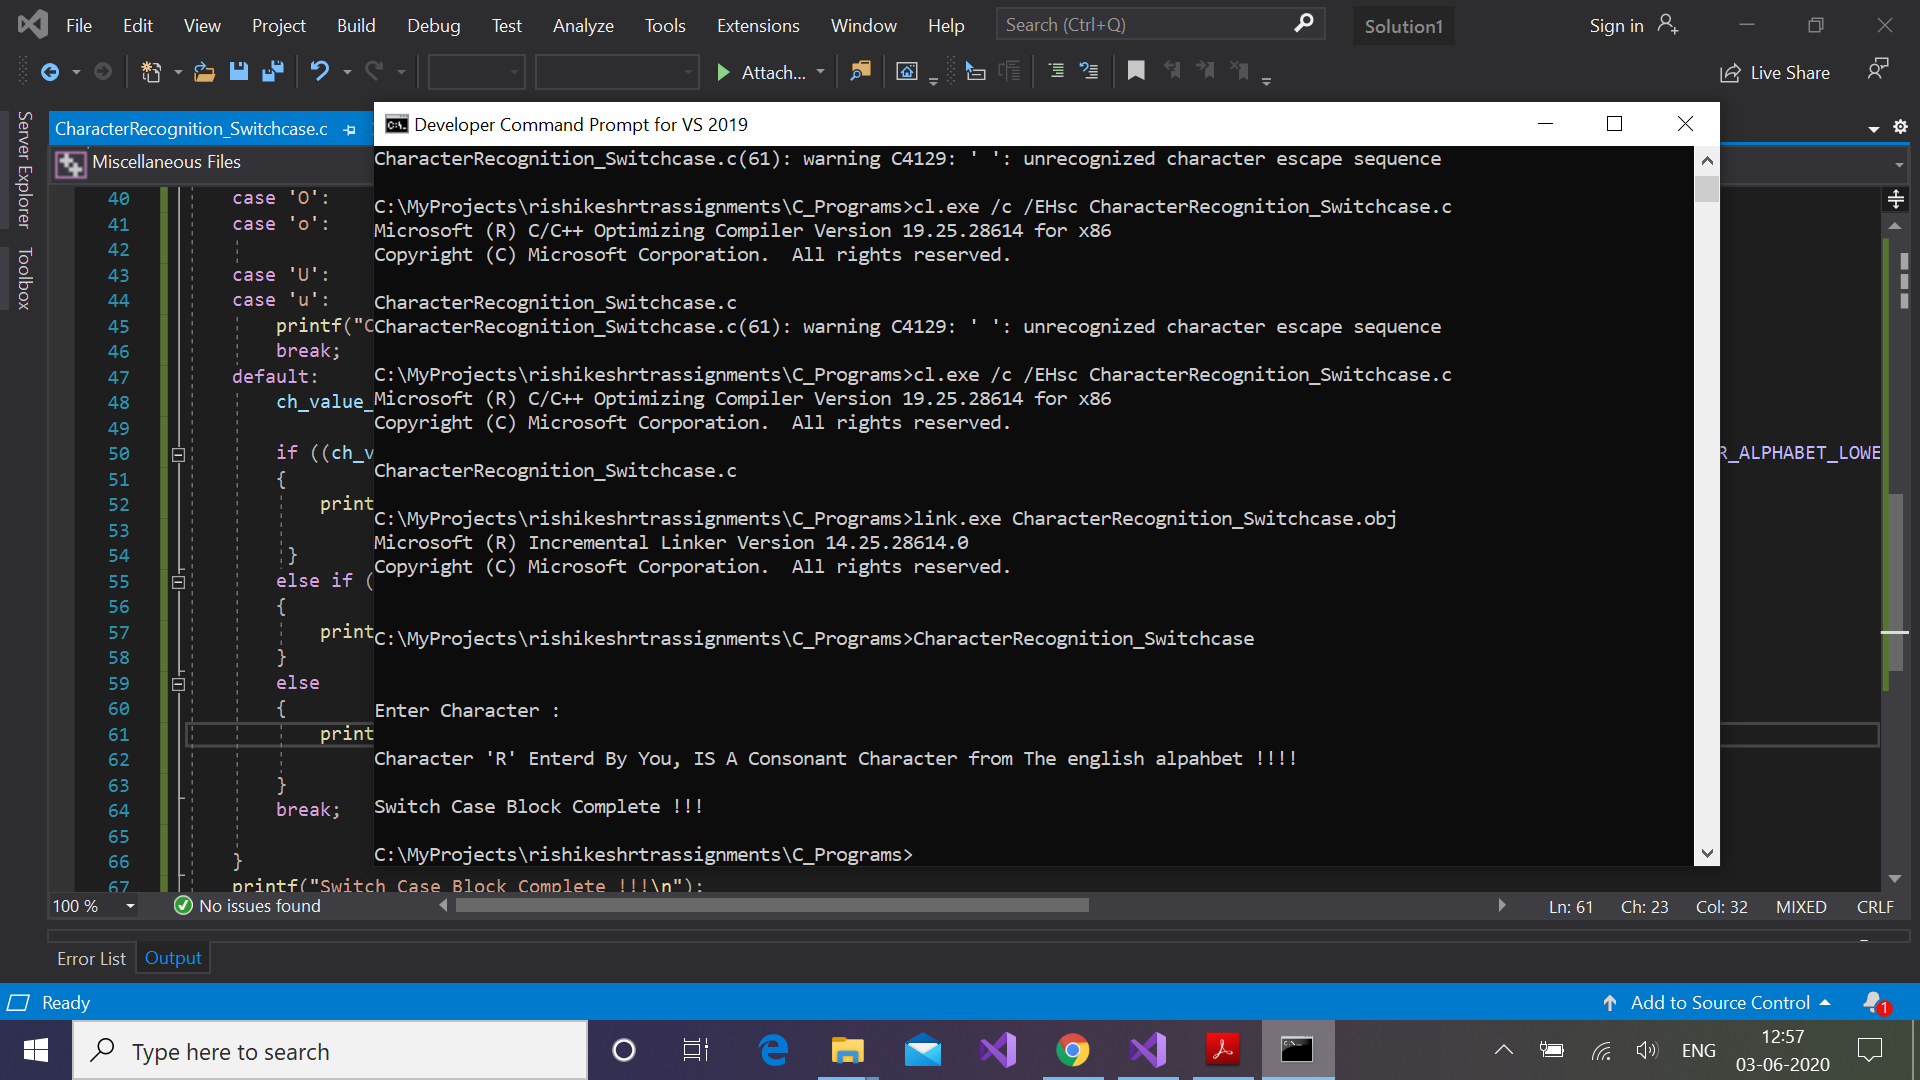 File Edit View Project Build Debug Test Analyze Tools Extensions Window Help Search (Ctrl+Q) Solution1 Sign in
Attach... Live Share
Server Explorer
Toolbox
CharacterRecognition_Switchcase.c
Miscellaneous Files
40 case 'O':
41 case 'o':
42
43 case 'U':
44 case 'u':
45 printf("C
46 break;
47 default:
48 ch_value_
49
50 if ((ch_v R_ALPHABET_LOWE
51 {
52 print
53
54 }
55 else if (
56 {
57 print
58 }
59 else
60 {
61 print
62
63 }
64 break;
65
66 }
67 printf("Switch Case Block Complete !!!\n");
Developer Command Prompt for VS 2019
CharacterRecognition_Switchcase.c(61): warning C4129: ' ': unrecognized character escape sequence
C:\MyProjects\rishikeshrtrassignments\C_Programs>cl.exe /c /EHsc CharacterRecognition_Switchcase.c
Microsoft (R) C/C++ Optimizing Compiler Version 19.25.28614 for x86
Copyright (C) Microsoft Corporation.  All rights reserved.
CharacterRecognition_Switchcase.c
CharacterRecognition_Switchcase.c(61): warning C4129: ' ': unrecognized character escape sequence
C:\MyProjects\rishikeshrtrassignments\C_Programs>cl.exe /c /EHsc CharacterRecognition_Switchcase.c
Microsoft (R) C/C++ Optimizing Compiler Version 19.25.28614 for x86
Copyright (C) Microsoft Corporation.  All rights reserved.
CharacterRecognition_Switchcase.c
C:\MyProjects\rishikeshrtrassignments\C_Programs>link.exe CharacterRecognition_Switchcase.obj
Microsoft (R) Incremental Linker Version 14.25.28614.0
Copyright (C) Microsoft Corporation.  All rights reserved.
C:\MyProjects\rishikeshrtrassignments\C_Programs>CharacterRecognition_Switchcase
Enter Character :
Character 'R' Enterd By You, IS A Consonant Character from The english alpahbet !!!!
Switch Case Block Complete !!!
C:\MyProjects\rishikeshrtrassignments\C_Programs>
100 % No issues found Ln: 61 Ch: 23 Col: 32 MIXED CRLF
Error List Output
Ready Add to Source Control 1
Type here to search ENG 12:57
03-06-2020